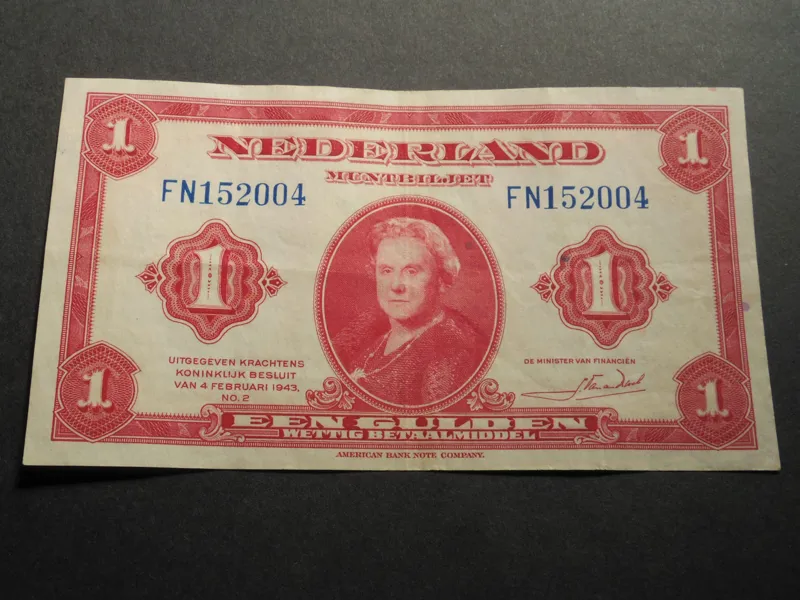 1 1
NEDERLAND
MUNTBILJET
FN152004 FN152004
1 1
UITGEGEVEN KRACHTENS
KONINKLIJK BESLUIT
VAN 4 FEBRUARI 1943,
NO. 2
DE MINISTER VAN FINANCIËN
1 1
EEN GULDEN
WETTIG BETAALMIDDEL
AMERICAN BANK NOTE COMPANY.